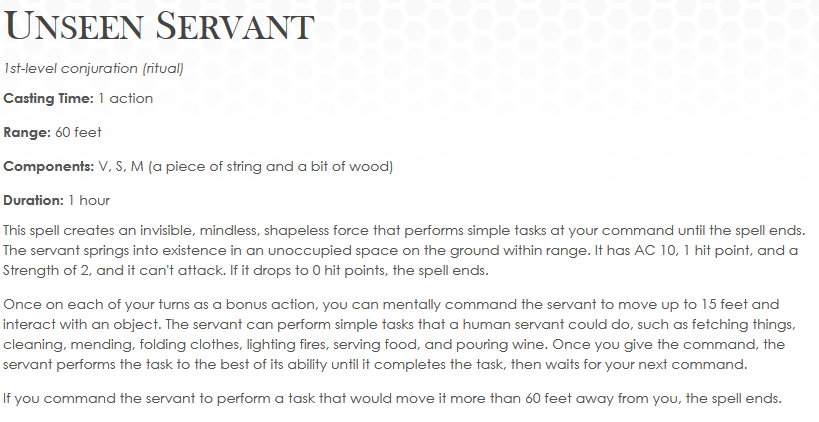 Unseen Servant
1st-level conjuration (ritual)
Casting Time: 1 action
Range: 60 feet
Components: V, S, M (a piece of string and a bit of wood)
Duration: 1 hour
This spell creates an invisible, mindless, shapeless force that performs simple tasks at your command until the spell ends.
The servant springs into existence in an unoccupied space on the ground within range. It has AC 10, 1 hit point, and a
Strength of 2, and it can't attack. If it drops to 0 hit points, the spell ends.
Once on each of your turns as a bonus action, you can mentally command the servant to move up to 15 feet and
interact with an object. The servant can perform simple tasks that a human servant could do, such as fetching things,
cleaning, mending, folding clothes, lighting fires, serving food, and pouring wine. Once you give the command, the
servant performs the task to the best of its ability until it completes the task, then waits for your next command.
If you command the servant to perform a task that would move it more than 60 feet away from you, the spell ends.